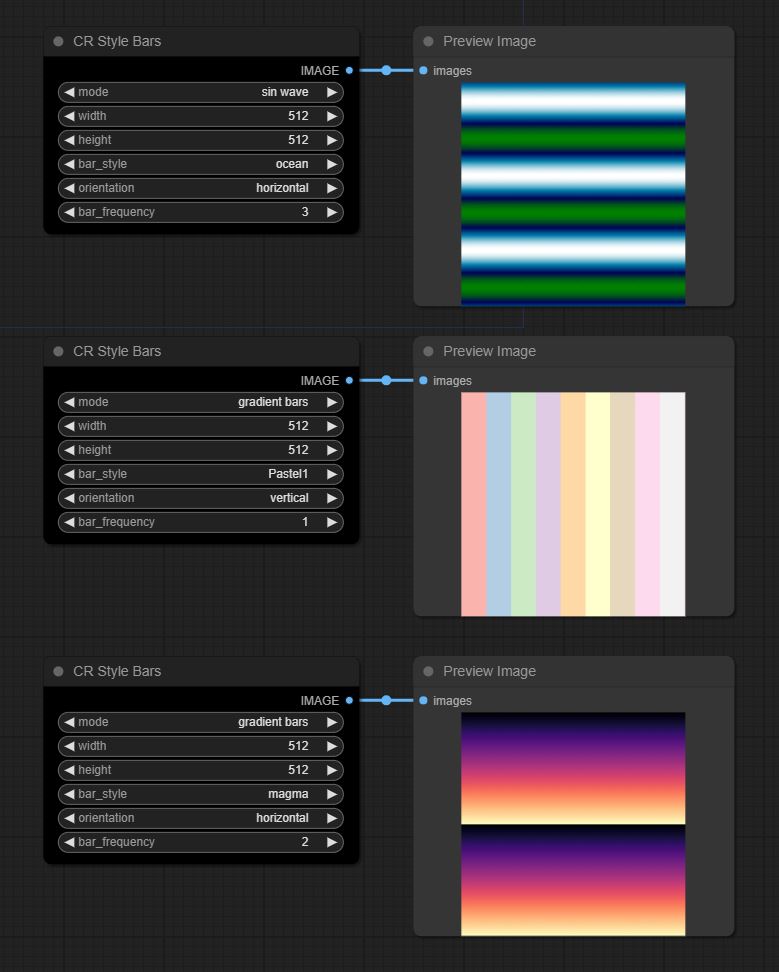 CR Style Bars
Preview Image
IMAGE
images
mode sin wave
width 512
height 512
bar_style ocean
orientation horizontal
bar_frequency 3
CR Style Bars
Preview Image
IMAGE
images
mode gradient bars
width 512
height 512
bar_style Pastel1
orientation vertical
bar_frequency 1
CR Style Bars
Preview Image
IMAGE
images
mode gradient bars
width 512
height 512
bar_style magma
orientation horizontal
bar_frequency 2